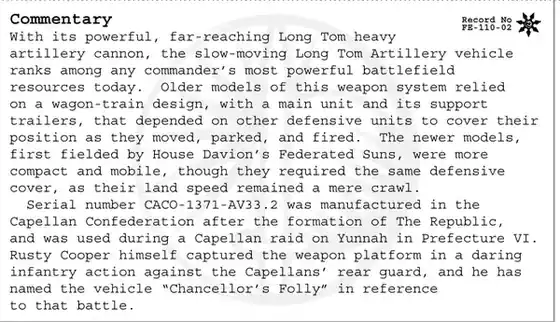 Commentary
Record No
FE-110-02
With its powerful, far-reaching Long Tom heavy
artillery cannon, the slow-moving Long Tom Artillery vehicle
ranks among any commander's most powerful battlefield
resources today.  Older models of this weapon system relied
on a wagon-train design, with a main unit and its support
trailers, that depended on other defensive units to cover their
position as they moved, parked, and fired.  The newer models,
first fielded by House Davion's Federated Suns, were more
compact and mobile, though they required the same defensive
cover, as their land speed remained a mere crawl.
Serial number CACO-1371-AV33.2 was manufactured in the
Capellan Confederation after the formation of The Republic,
and was used during a Capellan raid on Yunnah in Prefecture VI.
Rusty Cooper himself captured the weapon platform in a daring
infantry action against the Capellans' rear guard, and he has
named the vehicle “Chancellor's Folly” in reference
to that battle.